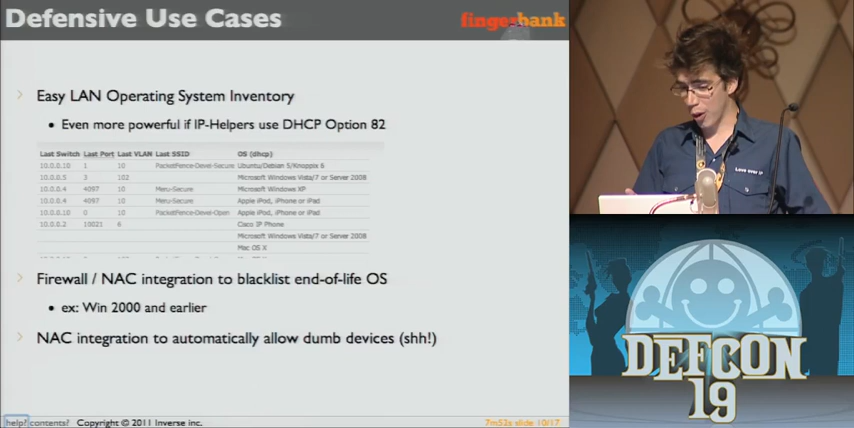 Defensive Use Cases
fingerbank
Easy LAN Operating System Inventory
• Even more powerful if IP-Helpers use DHCP Option 82
Last Switch Last Port Last VLAN Last SSID OS (dhcp)
10.0.0.10 1 10 PacketFence-Devel-Secure Ubuntu/Debian 5/Knoppix 6
10.0.0.5 3 102 Microsoft Windows Vista/7 or Server 2008
10.0.0.4 4097 10 Meru-Secure Microsoft Windows XP
10.0.0.4 4097 10 Meru-Secure Apple iPod, iPhone or iPad
10.0.0.10 0 10 PacketFence-Devel-Open Apple iPod, iPhone or iPad
10.0.0.2 10021 6 Cisco IP Phone
Microsoft Windows Vista/7 or Server 2008
Mac OS X
Firewall / NAC integration to blacklist end-of-life OS
• ex: Win 2000 and earlier
NAC integration to automatically allow dumb devices (shh!)
help? contents? Copyright © 2011 Inverse inc.
7m52s slide 10/17
DEFCON
19